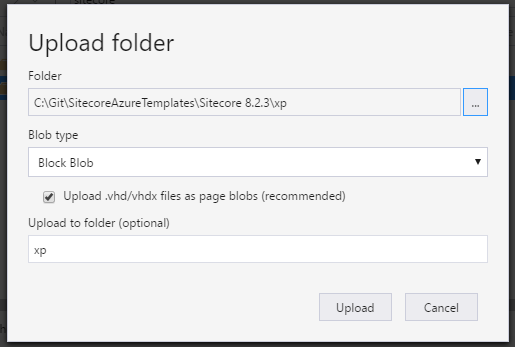 sitecore
Upload folder
Folder
C:\Git\SitecoreAzureTemplates\Sitecore 8.2.3\xp
...
Blob type
Block Blob
Upload .vhd/vhdx files as page blobs (recommended)
Upload to folder (optional)
xp
Upload
Cancel